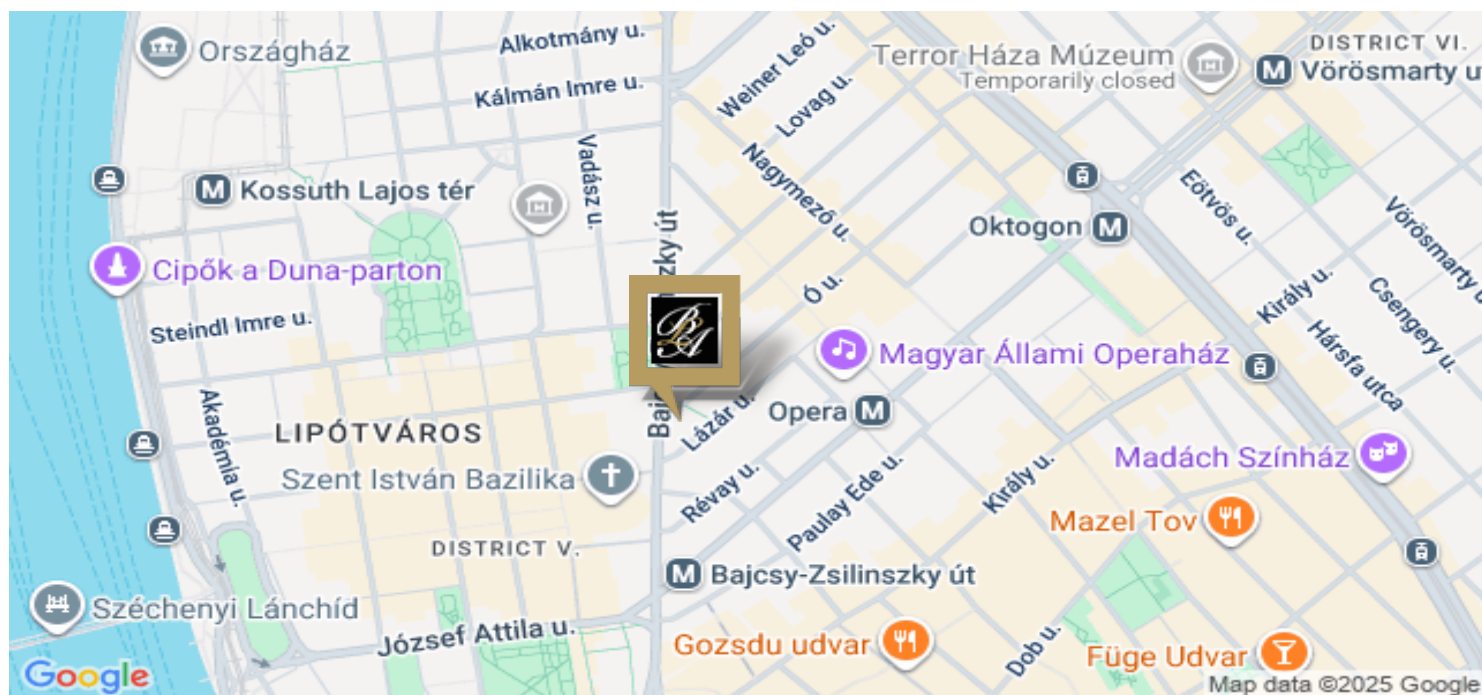 Országház
Alkotmány u.
Kálmán Imre u.
Weiner Leó u.
Lovag u.
Terror Háza Múzeum
Temporarily closed
DISTRICT VI.
M Vörösmarty u
Vadász u.
Nagymező u.
M Kossuth Lajos tér
Oktogon M
Eötvös u.
Vörösmarty u
Cipők a Duna-parton
Király u.
Csengery u.
Hársfa utca
Steindl Imre u.
zky út
Ó u.
Magyar Állami Operaház
Akadémia u.
LIPÓTVÁROS
Baj
Lázár u.
Opera M
Szent István Bazilika
Révay u.
Paulay Ede u.
Király u.
Madách Színház
Mazel Tov
DISTRICT V.
M Bajcsy-Zsilinszky út
Széchenyi Lánchíd
József Attila u.
Gozsdu udvar
Dob u.
Füge Udvar
Google
Map data ©2025 Google